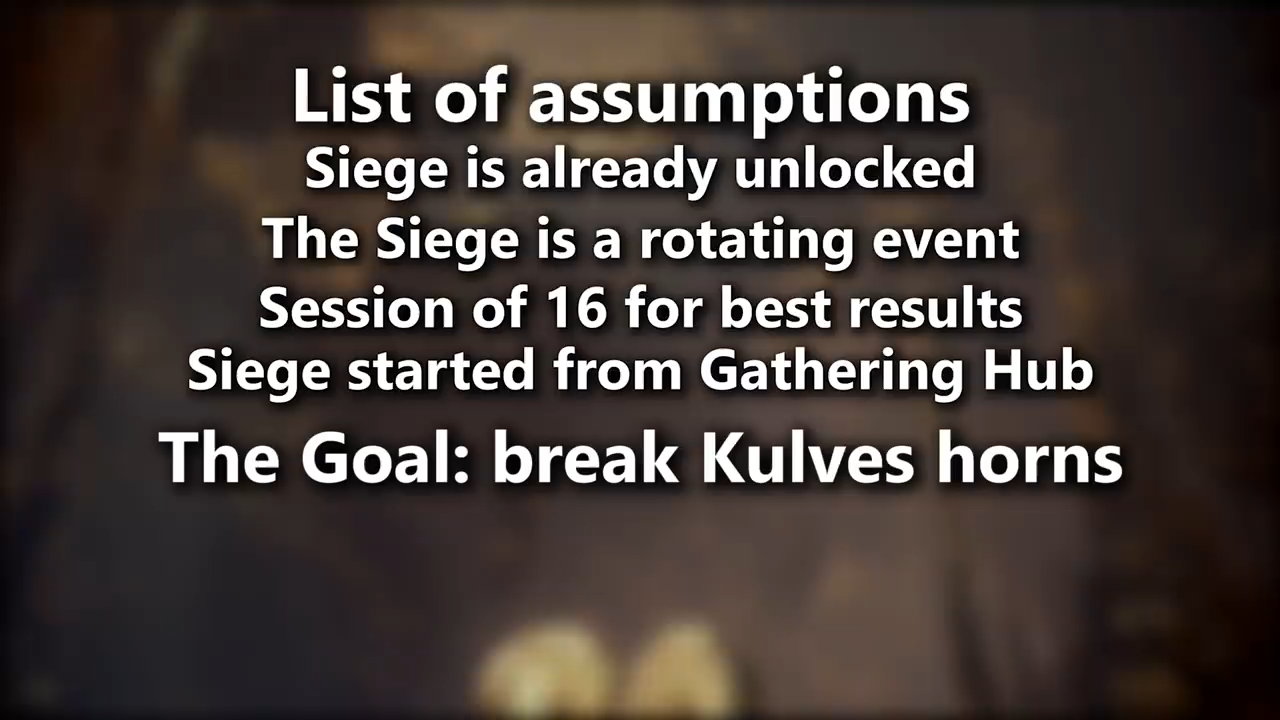 List of assumptions
Siege is already unlocked
The Siege is a rotating event
Session of 16 for best results
Siege started from Gathering Hub
The Goal: break Kulves horns